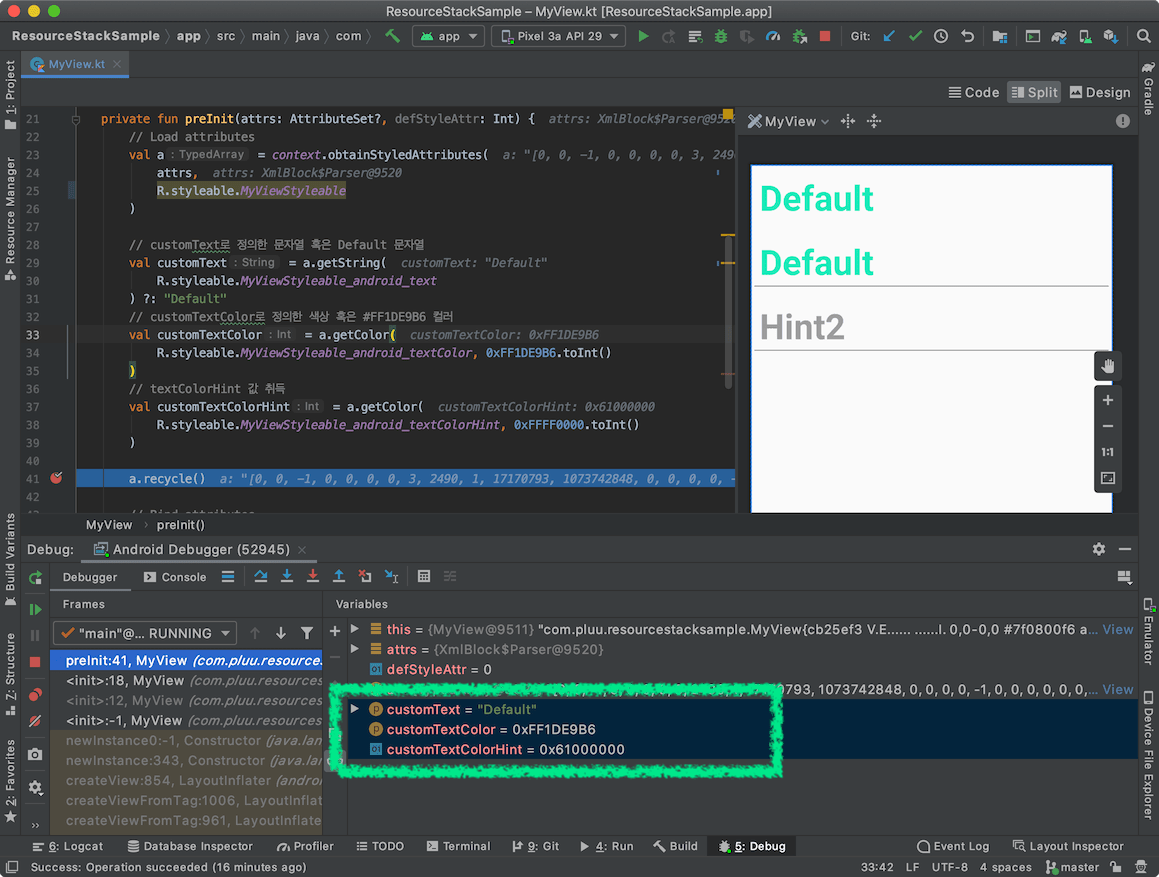 ResourceStackSample – MyView.kt [ResourceStackSample.app]
ResourceStackSample › app › src › main › java › com › app Pixel 3a API 29 Git:
MyView.kt
Code Split Design
21 private fun preInit(attrs: AttributeSet?, defStyleAttr: Int) { attrs: XmlBlock$Parser@9520
22 // Load attributes
23 val a : TypedArray = context.obtainStyledAttributes( a: "[0, 0, -1, 0, 0, 0, 0, 3, 2490
24 attrs, attrs: XmlBlock$Parser@9520
25 R.styleable.MyViewStyleable
26 )
27
28 // customText로 정의한 문자열 혹은 Default 문자열
29 val customText : String = a.getString( customText: "Default"
30 R.styleable.MyViewStyleable_android_text
31 ) ?: "Default"
32 // customTextColor로 정의한 색상 혹은 #FF1DE9B6 컬러
33 val customTextColor : Int = a.getColor( customTextColor: 0xFF1DE9B6
34 R.styleable.MyViewStyleable_android_textColor, 0xFF1DE9B6.toInt()
35 )
36 // textColorHint 값 취득
37 val customTextColorHint : Int = a.getColor( customTextColorHint: 0x61000000
38 R.styleable.MyViewStyleable_android_textColorHint, 0xFFFF0000.toInt()
39 )
40
41 a.recycle() a: "[0, 0, -1, 0, 0, 0, 0, 3, 2490, 1, 17170793, 1073742848, 0, 0, 0, 0, -
42
// Bind attributes
MyView › preInit()
MyView
Default
Default
Hint2
1:1
1: Project
Resource Manager
Build Variants
7: Structure
2: Favorites
Gradle
Emulator
Device File Explorer
Debug: Android Debugger (52945)
Debugger Console
Frames
"main"@... RUNNING
preInit:41, MyView (com.pluu.resources
<init>:18, MyView (com.pluu.resources
<init>:12, MyView (com.pluu.resources
<init>:-1, MyView (com.pluu.resources
newInstance0:-1, Constructor (java.lan
newInstance:343, Constructor (java.lan
createView:854, LayoutInflater (andro
createViewFromTag:1006, LayoutInflat
createViewFromTag:961, LayoutInflat
Variables
this = {MyView@9511} "com.pluu.resourcestacksample.MyView{cb25ef3 V.E...... ......I. 0,0-0,0 #7f0800f6 a... View
attrs = {XmlBlock$Parser@9520}
defStyleAttr = 0
793, 1073742848, 0, 0, 0, 0, -1, 0, 0, 0, 0, 0, 0,... View
customText = "Default"
customTextColor = 0xFF1DE9B6
customTextColorHint = 0x61000000
6: Logcat Database Inspector Profiler TODO Terminal 9: Git 4: Run Build 5: Debug Event Log Layout Inspector
Success: Operation succeeded (16 minutes ago) 33:42 LF UTF-8 4 spaces master